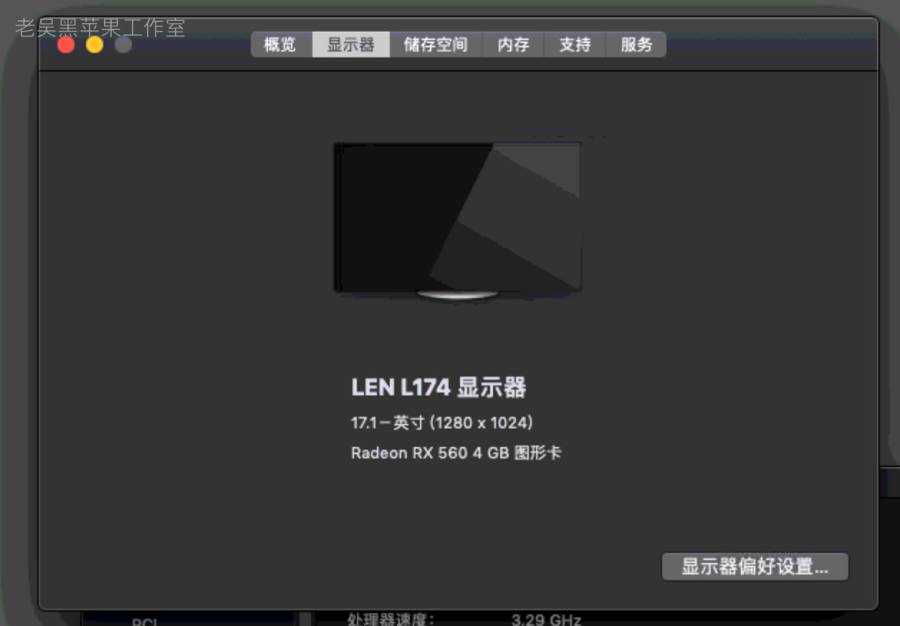 老吴黑苹果工作室
概览 显示器 储存空间 内存 支持 服务
LEN L174 显示器
17.1－英寸 (1280 x 1024)
Radeon RX 560 4 GB 图形卡
显示器偏好设置...
PCI
处理器速度： 3.29 GHz